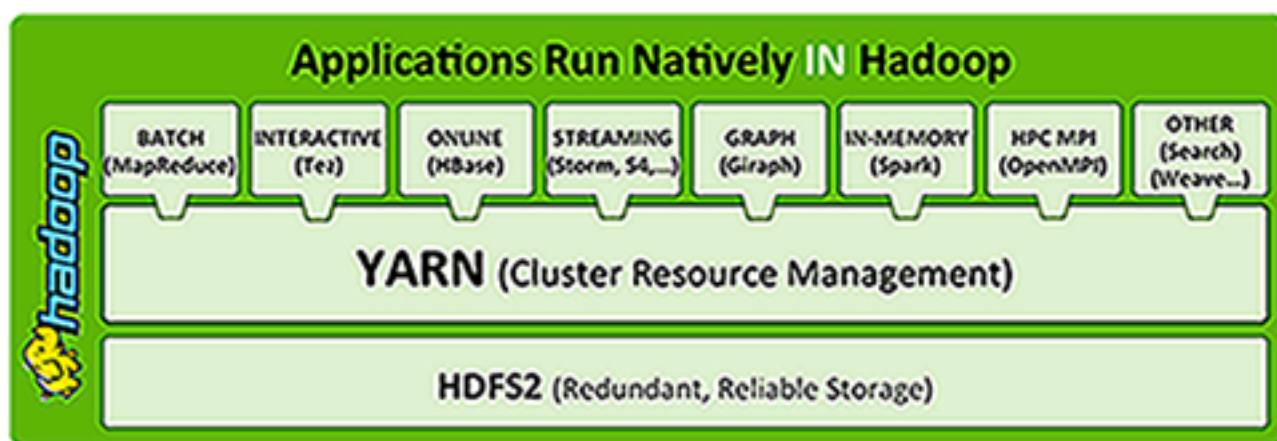 Applications Run Natively IN Hadoop
BATCH
(MapReduce)
INTERACTIVE
(Tez)
ONLINE
(HBase)
STREAMING
(Storm, S4,...)
GRAPH
(Giraph)
IN-MEMORY
(Spark)
HPC MPI
(OpenMPI)
OTHER
(Search)
(Weave...)
hadoop
YARN (Cluster Resource Management)
HDFS2 (Redundant, Reliable Storage)